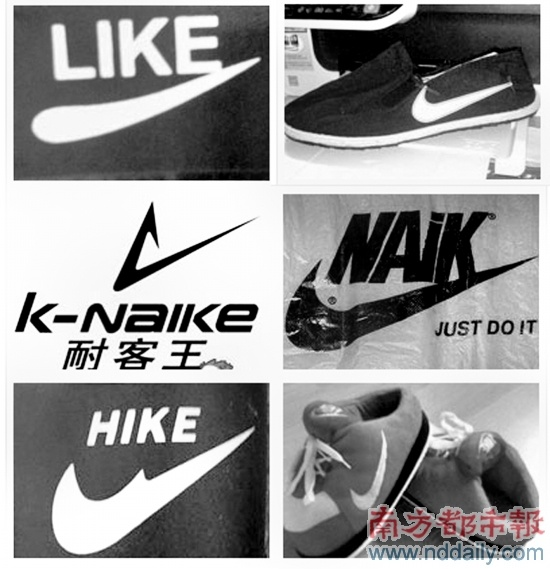 LIKE
K-NaIKe
耐客王
NAiK®
®
JUST DO IT
HIKE
南方都市報
www.nddaily.com